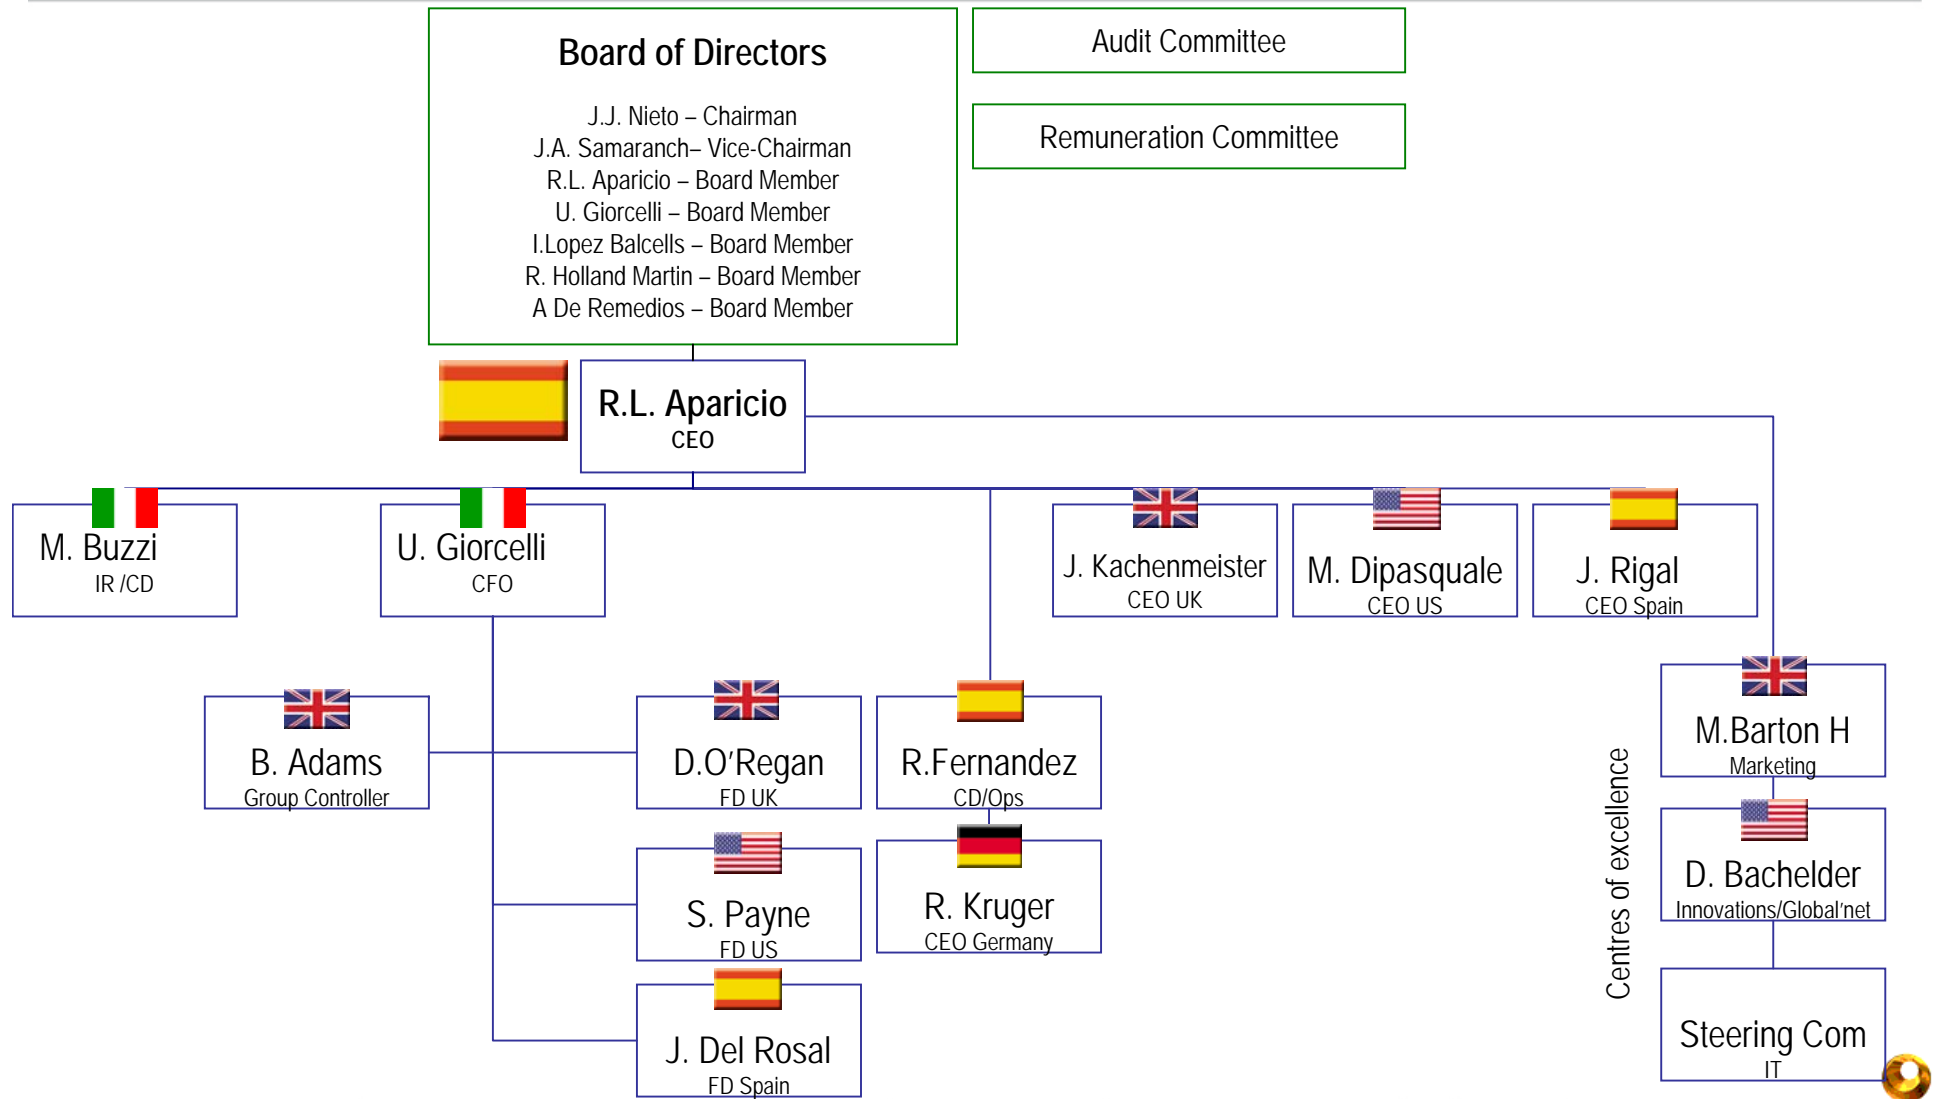 Board of Directors
J.J. Nieto – Chairman
J.A. Samaranch– Vice-Chairman
R.L. Aparicio – Board Member
U. Giorcelli – Board Member
I.Lopez Balcells – Board Member
R. Holland Martin – Board Member
A De Remedios – Board Member
Audit Committee
Remuneration Committee
R.L. Aparicio
CEO
M. Buzzi
IR /CD
U. Giorcelli
CFO
J. Kachenmeister
CEO UK
M. Dipasquale
CEO US
J. Rigal
CEO Spain
B. Adams
Group Controller
D.O'Regan
FD UK
R.Fernandez
CD/Ops
S. Payne
FD US
R. Kruger
CEO Germany
J. Del Rosal
FD Spain
Centres of excellence
M.Barton H
Marketing
D. Bachelder
Innovations/Global'net
Steering Com
IT